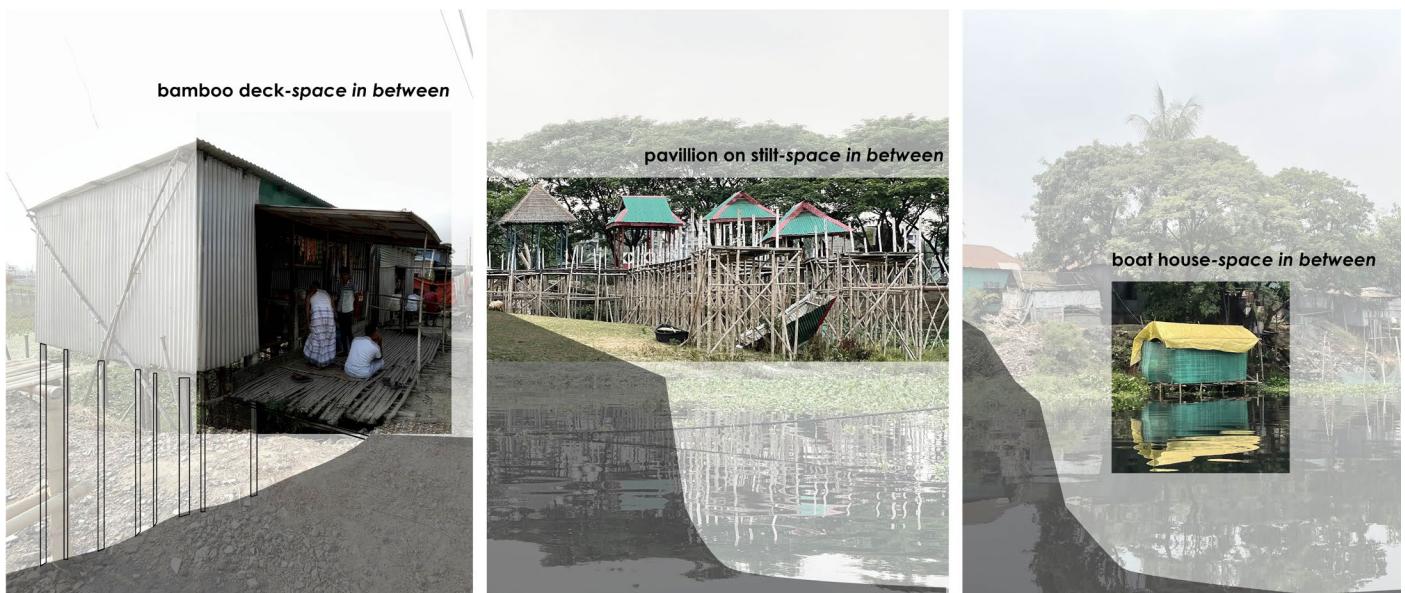 bamboo deck-space in between
pavillion on stilt-space in between
boat house-space in between